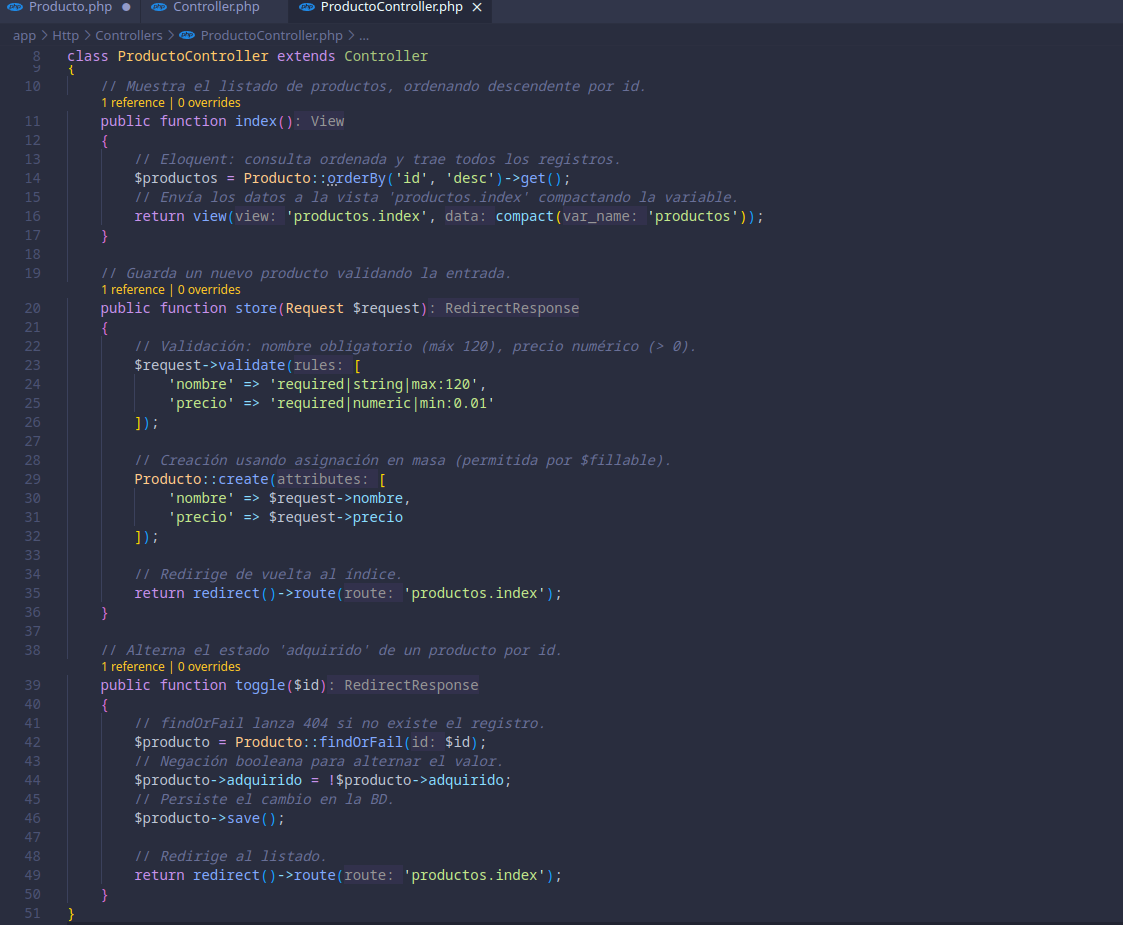 Producto.php Controller.php ProductoController.php
app > Http > Controllers > ProductoController.php > ...
8 class ProductoController extends Controller
9 {
10 // Muestra el listado de productos, ordenando descendente por id.
1 reference | 0 overrides
11 public function index(): View
12 {
13 // Eloquent: consulta ordenada y trae todos los registros.
14 $productos = Producto::orderBy('id', 'desc')->get();
15 // Envía los datos a la vista 'productos.index' compactando la variable.
16 return view(view: 'productos.index', data: compact(var_name: 'productos'));
17 }
18
19 // Guarda un nuevo producto validando la entrada.
1 reference | 0 overrides
20 public function store(Request $request): RedirectResponse
21 {
22 // Validación: nombre obligatorio (máx 120), precio numérico (> 0).
23 $request->validate(rules: [
24 'nombre' => 'required|string|max:120',
25 'precio' => 'required|numeric|min:0.01'
26 ]);
27
28 // Creación usando asignación en masa (permitida por $fillable).
29 Producto::create(attributes: [
30 'nombre' => $request->nombre,
31 'precio' => $request->precio
32 ]);
33
34 // Redirige de vuelta al índice.
35 return redirect()->route(route: 'productos.index');
36 }
37
38 // Alterna el estado 'adquirido' de un producto por id.
1 reference | 0 overrides
39 public function toggle($id): RedirectResponse
40 {
41 // findOrFail lanza 404 si no existe el registro.
42 $producto = Producto::findOrFail(id: $id);
43 // Negación booleana para alternar el valor.
44 $producto->adquirido = !$producto->adquirido;
45 // Persiste el cambio en la BD.
46 $producto->save();
47
48 // Redirige al listado.
49 return redirect()->route(route: 'productos.index');
50 }
51 }